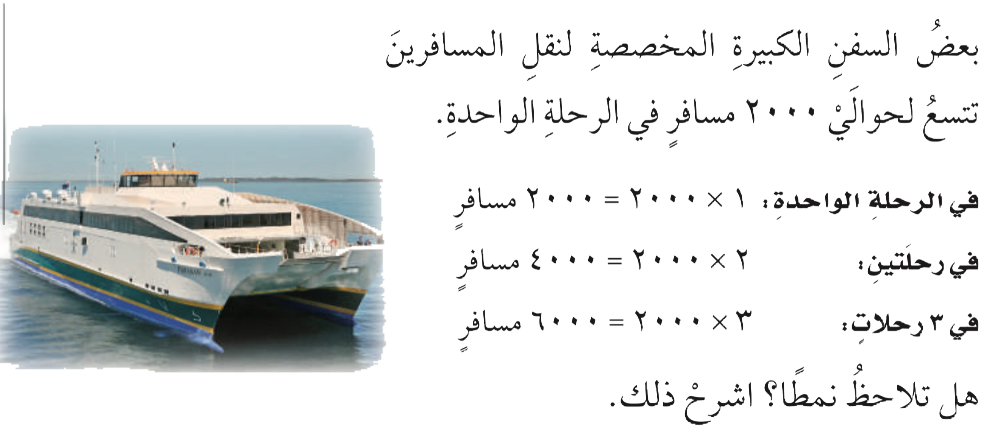 بعضُ السفنِ الكبيرةِ المخصصةِ لنقلِ المسافرينَ
تتسعُ لحوالَيْ ٢٠٠٠ مسافرٍ في الرحلةِ الواحدةِ.
في الرحلةِ الواحدةِ: ١ × ٢٠٠٠ = ٢٠٠٠ مسافرٍ
في رحلَتينِ: ٢ × ٢٠٠٠ = ٤٠٠٠ مسافرٍ
في ٣ رحلاتٍ: ٣ × ٢٠٠٠ = ٦٠٠٠ مسافرٍ
هل تلاحظُ نمطًا؟ اشرحْ ذلك.